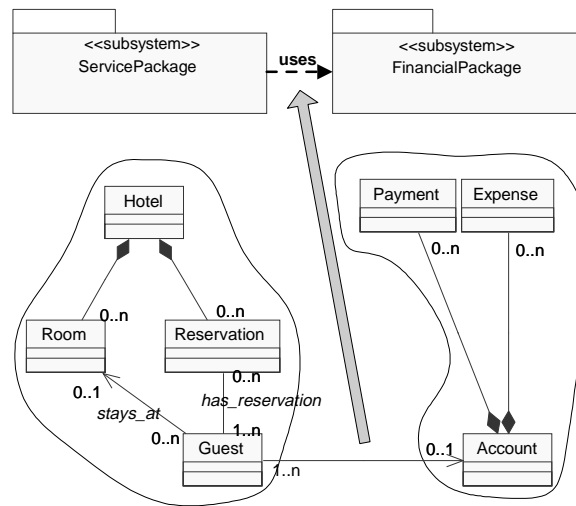 <<subsystem>>
ServicePackage
uses
<<subsystem>>
FinancialPackage
Hotel
Payment
Expense
0..n
0..n
0..n
0..n
Room
Reservation
0..1
stays_at
0..n
has_reservation
0..n
1..n
Guest
1..n
0..1
Account